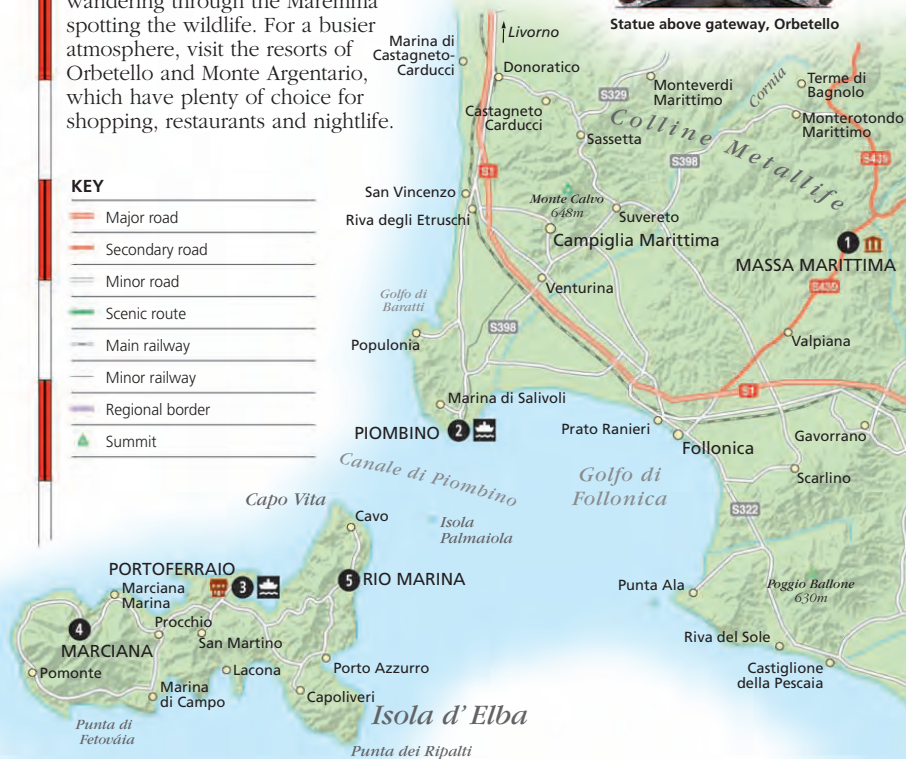 wandering through the Maremma
spotting the wildlife. For a busier
atmosphere, visit the resorts of
Orbetello and Monte Argentario,
which have plenty of choice for
shopping, restaurants and nightlife.
Statue above gateway, Orbetello
KEY
Major road
Secondary road
Minor road
Scenic route
Main railway
Minor railway
Regional border
Summit
Livorno
Marina di
Castagneto-
Carducci
Donoratico
Castagneto
Carducci
S329
Sassetta
Monteverdi
Marittimo
Cornia
Terme di
Bagnolo
Monterotondo
Marittimo
Colline Metallife
S398
S439
S1
San Vincenzo
Riva degli Etruschi
Monte Calvo
648m
Suvereto
Campiglia Marittima
1
MASSA MARITTIMA
S439
Venturina
Golfo di
Baratti
S398
Populonia
Valpiana
S1
Marina di Salivoli
PIOMBINO 2
Prato Ranieri
Follonica
Gavorrano
Scarlino
Canale di Piombino
Golfo di
Follonica
S322
Capo Vita
Cavo
Isola
Palmaiola
PORTOFERRAIO
3
5 RIO MARINA
Marciana
Marina
4
MARCIANA
Procchio
San Martino
Pomonte
Lacona
Porto Azzurro
Marina
di Campo
Capoliveri
Punta di
Fetováia
Isola d' Elba
Punta dei Ripalti
Punta Ala
Poggio Ballone
630m
Riva del Sole
Castiglione
della Pescaia